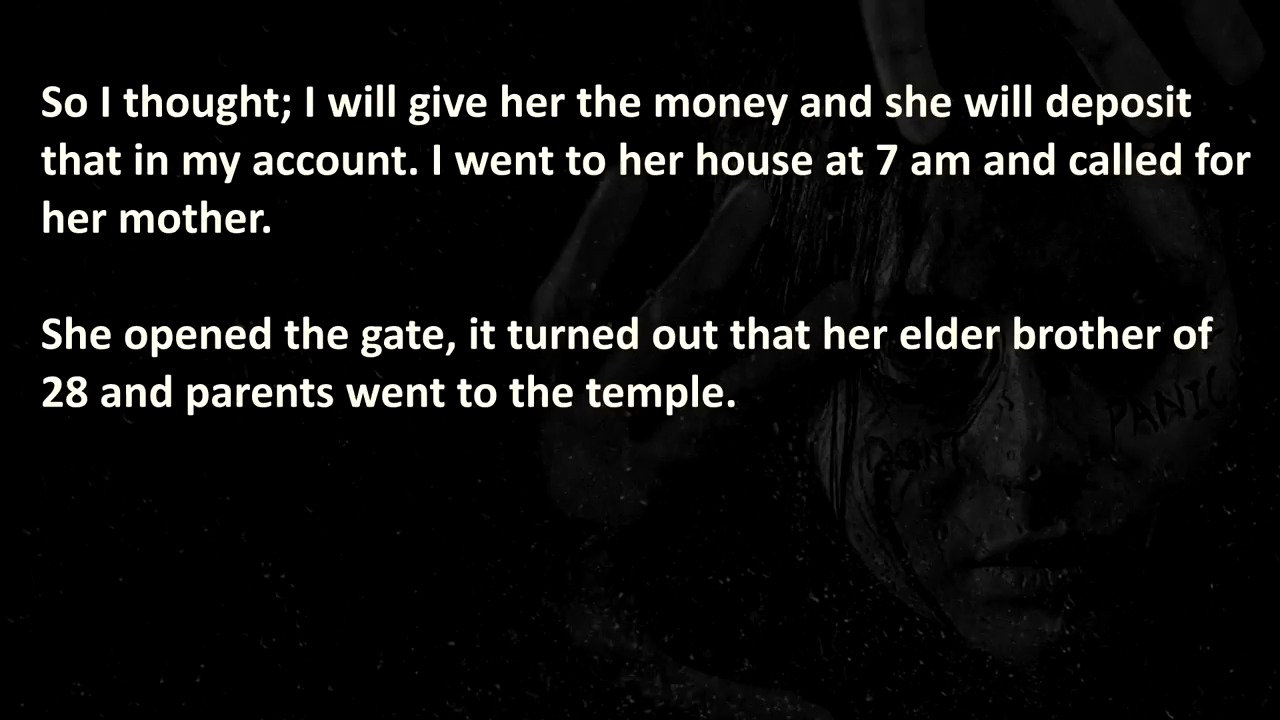 So I thought; I will give her the money and she will deposit
that in my account. I went to her house at 7 am and called for
her mother.
She opened the gate, it turned out that her elder brother of
28 and parents went to the temple.
PANIC
DON'T